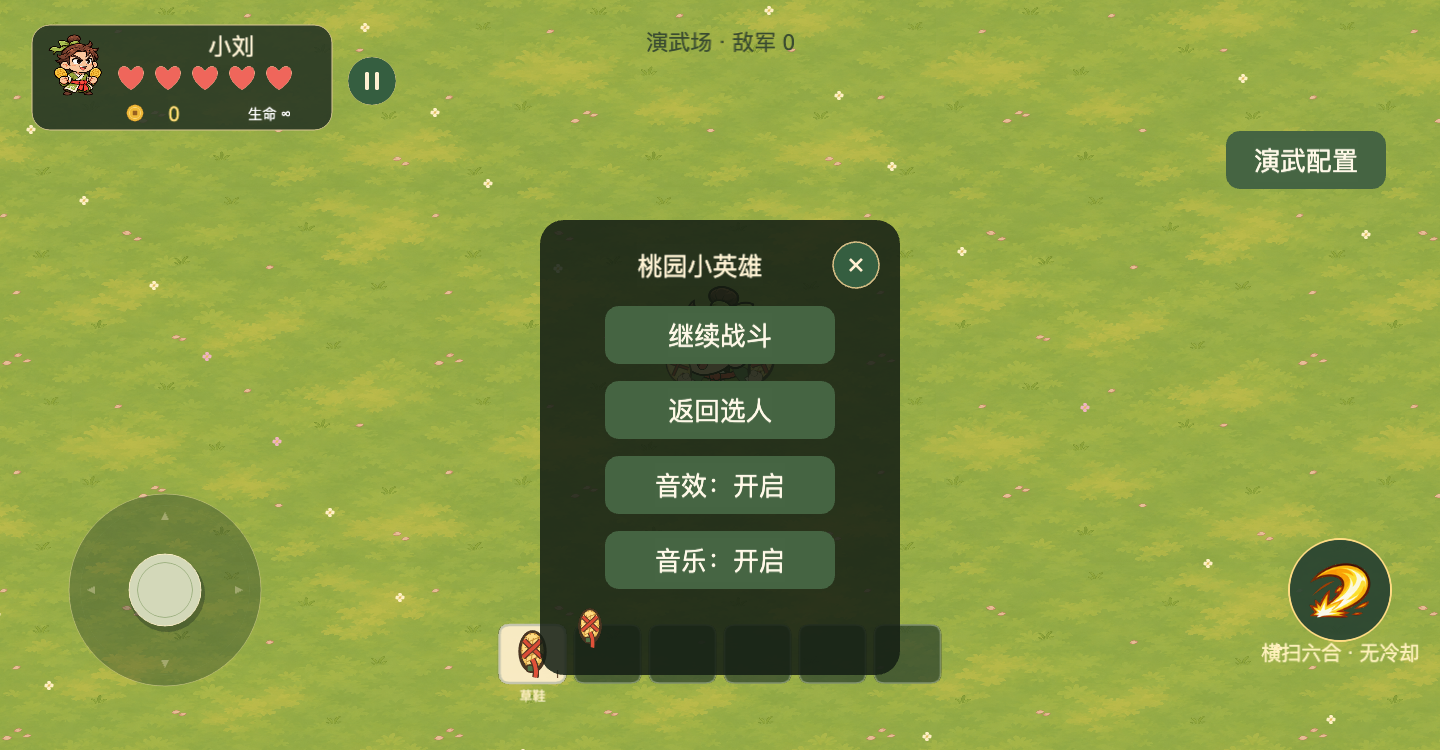 小刘
0
生命 ∞
演武场 · 敌军 0
演武配置
桃园小英雄
继续战斗
返回选人
音效：开启
音乐：开启
横扫六合 · 无冷却
草鞋